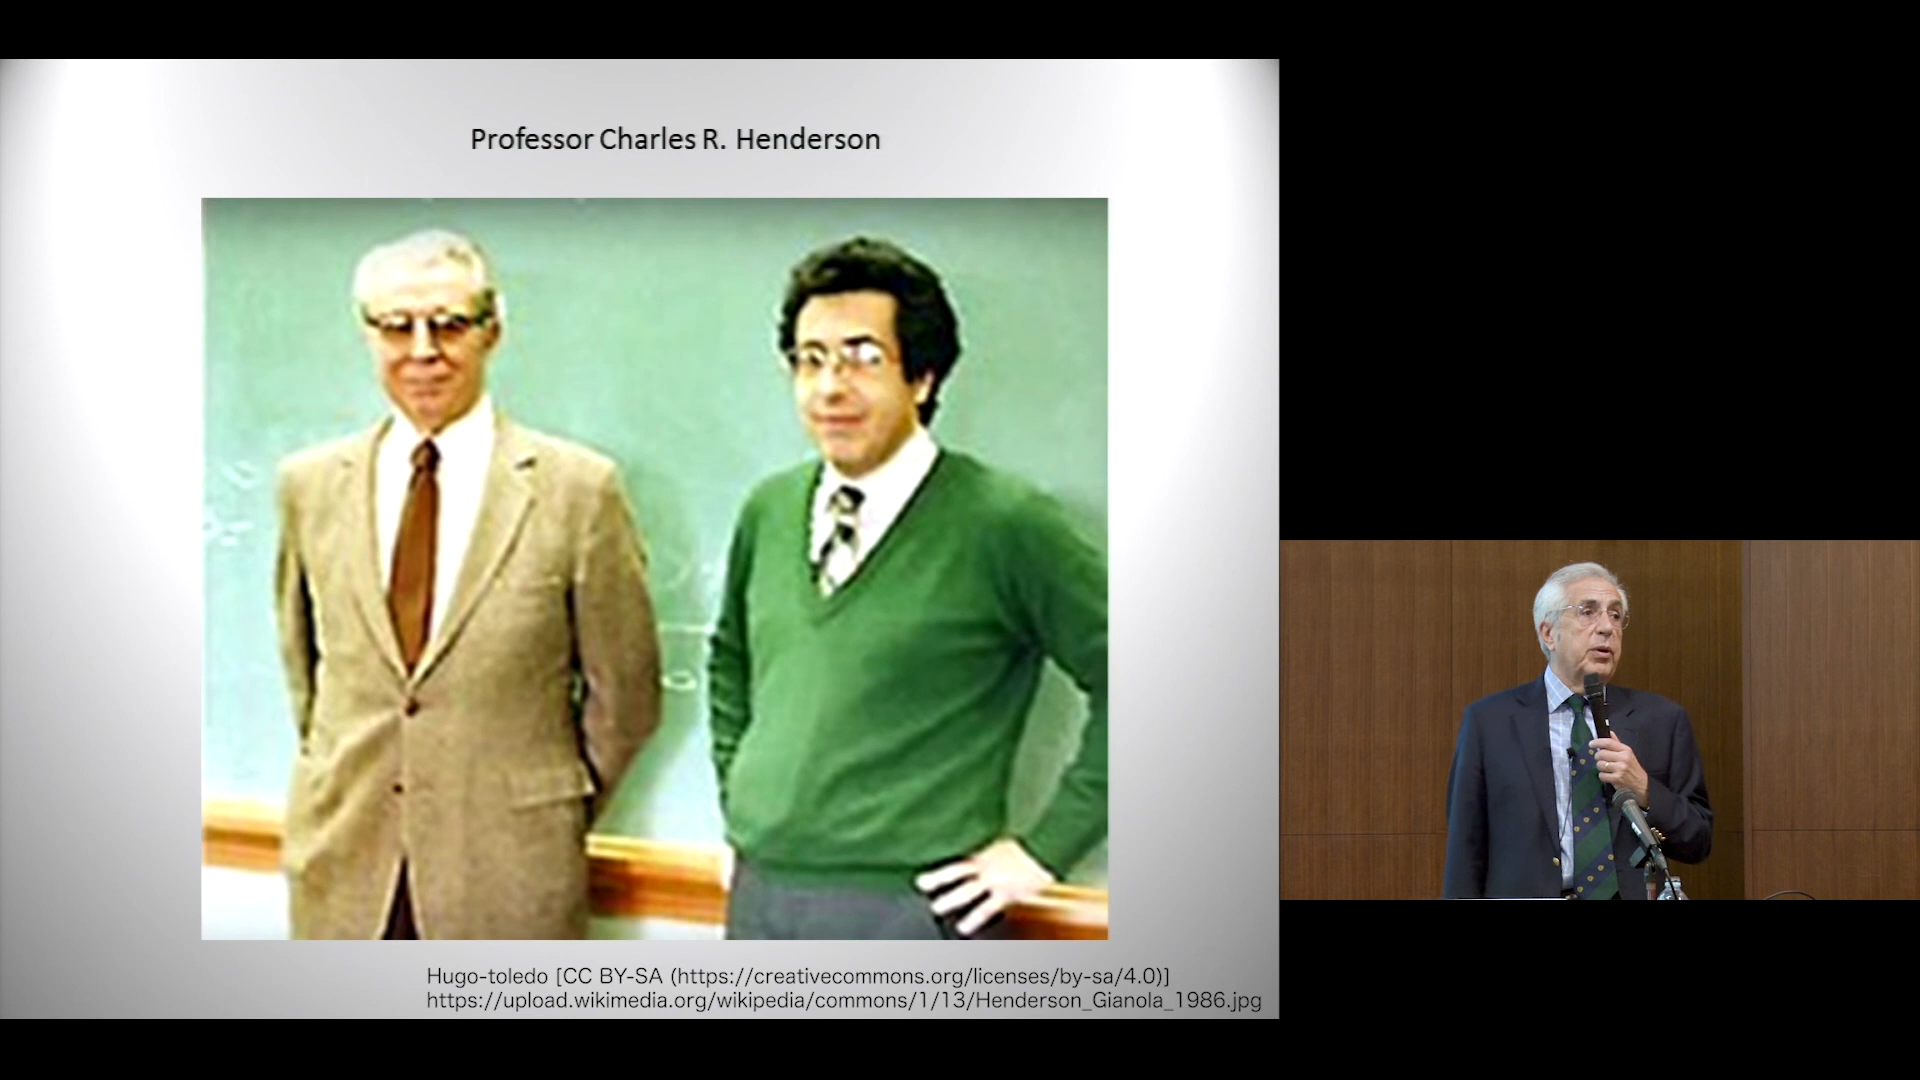 Professor Charles R. Henderson
Hugo-toledo [CC BY-SA (https://creativecommons.org/licenses/by-sa/4.0)]
https://upload.wikimedia.org/wikipedia/commons/1/13/Henderson_Gianola_1986.jpg